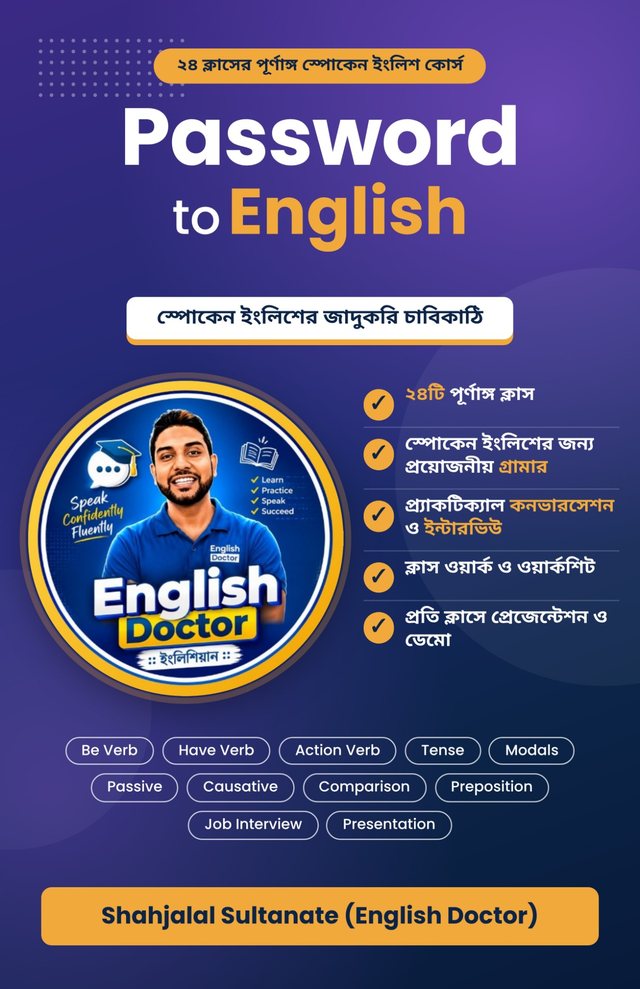 ২৪ ক্লাসের পূর্ণাঙ্গ স্পোকেন ইংলিশ কোর্স
Password
to English
স্পোকেন ইংলিশের জাদুকরি চাবিকাঠি
Speak
Confidently
Fluently
Learn
Practice
Speak
Succeed
English
Doctor
English
Doctor
:: ইংলিশিয়ান ::
✓ ২৪টি পূর্ণাঙ্গ ক্লাস
✓ স্পোকেন ইংলিশের জন্য
প্রয়োজনীয় গ্রামার
✓ প্র্যাকটিক্যাল কনভারসেশন
ও ইন্টারভিউ
✓ ক্লাস ওয়ার্ক ও ওয়ার্কশিট
✓ প্রতি ক্লাসে প্রেজেন্টেশন ও
ডেমো
Be Verb Have Verb Action Verb Tense Modals
Passive Causative Comparison Preposition
Job Interview Presentation
Shahjalal Sultanate (English Doctor)